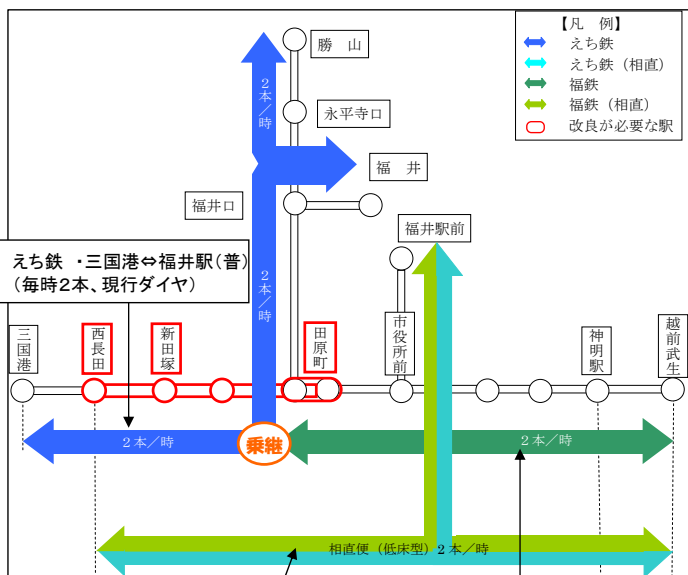 【凡　例】
えち鉄
えち鉄（相直）
福鉄
福鉄（相直）
改良が必要な駅
勝　山
2本／時
永平寺口
福　井
福井口
福井駅前
えち鉄 ・三国港⇔福井駅(普)
(毎時2本、現行ダイヤ)
2本／時
三国港
西長田
新田塚
田原町
市役所前
神明駅
越前武生
2本／時
乗継
2本／時
相直便（低床型）2本／時